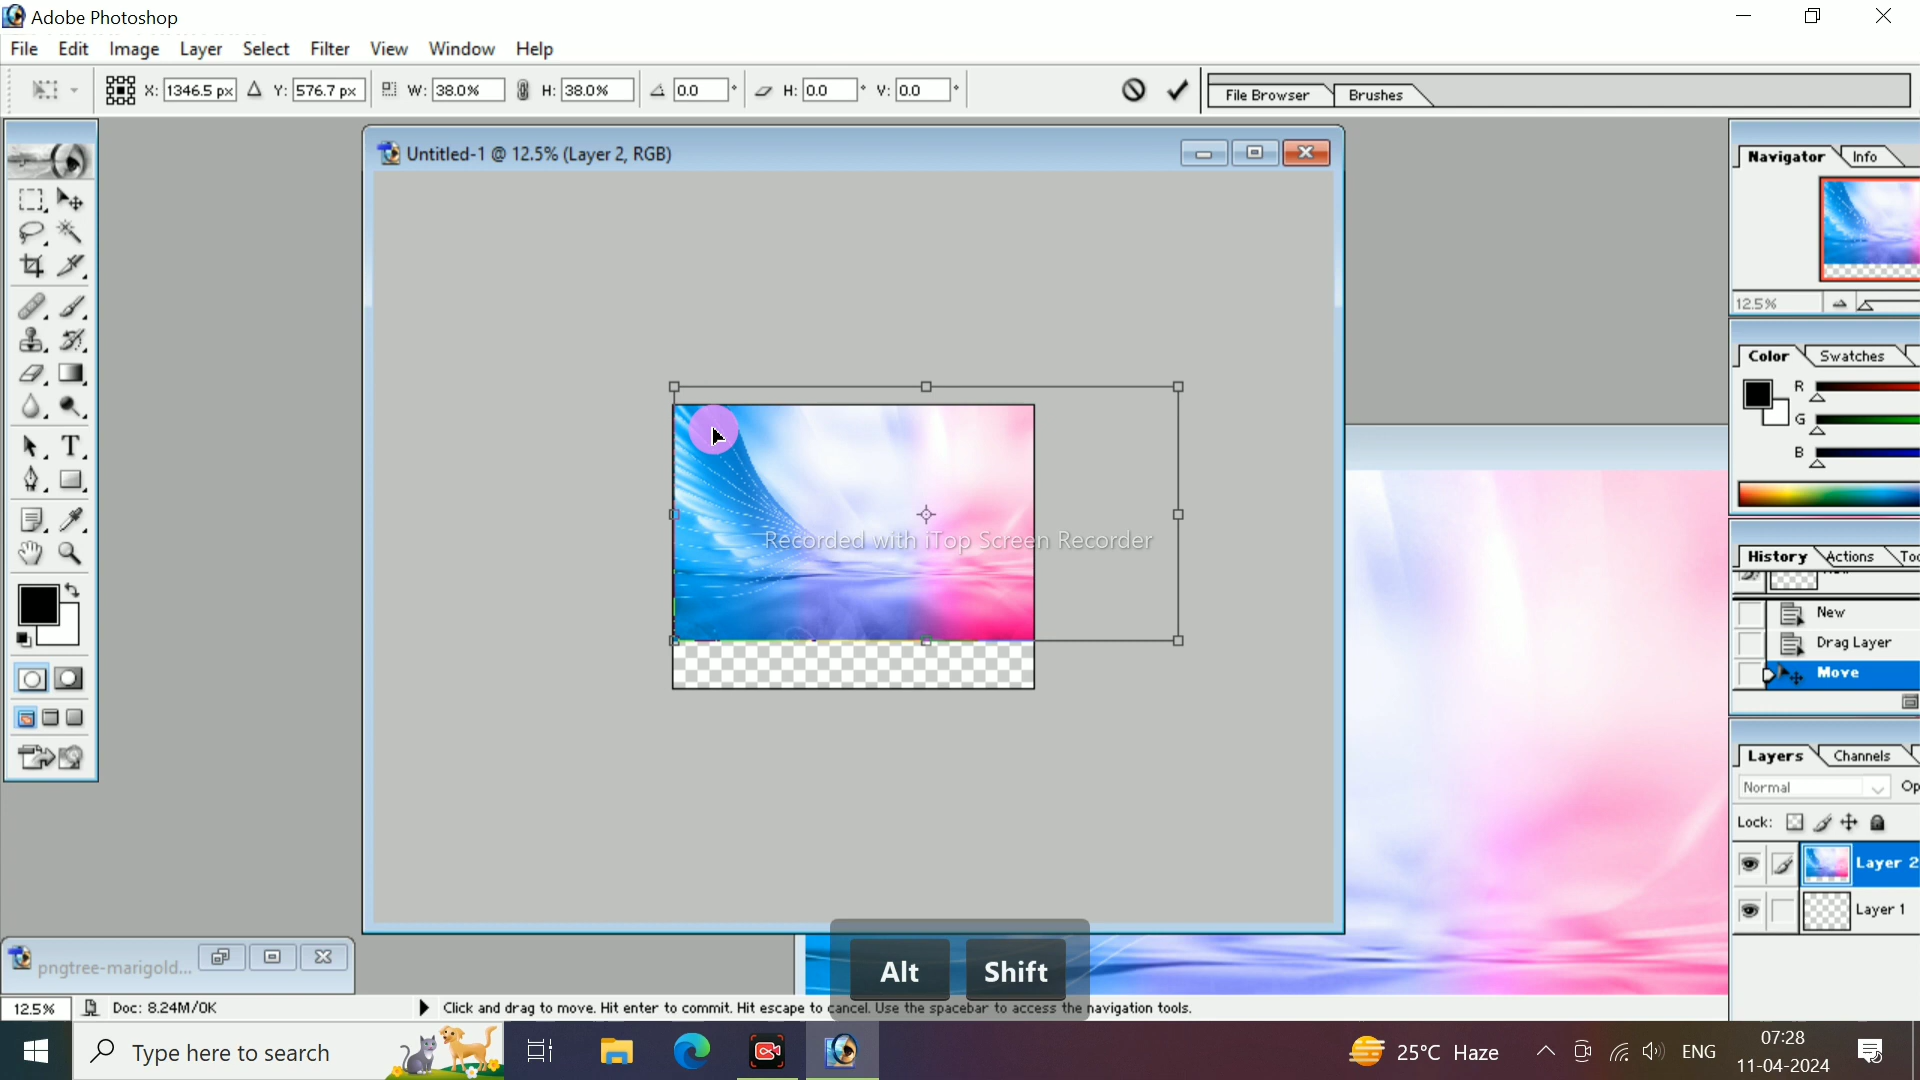 Adobe Photoshop
File Edit Image Layer Select Filter View Window Help
X: 1346.5 px Y: 576.7 px W: 38.0% H: 38.0% 0.0 ° H: 0.0 ° V: 0.0 °
File Browser Brushes
Untitled-1 @ 12.5% (Layer 2, RGB)
Navigator Info
12.5%
Color Swatches
R
G
B
Recorded with iTop Screen Recorder
History Actions
New
Drag Layer
Move
Layers Channels
Normal
Lock:
Layer 2
Layer 1
pngtree-marigold...
Alt Shift
12.5% Doc: 8.24M/0K Click and drag to move. Hit enter to commit. Hit escape to cancel. Use the spacebar to access the navigation tools.
Type here to search
25°C Haze ENG
07:28
11-04-2024